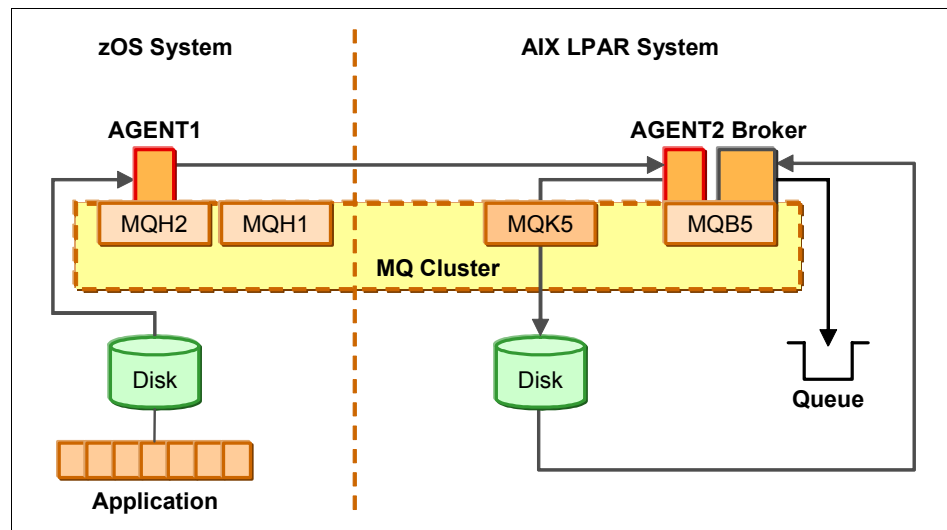 zOS System
AIX LPAR System
AGENT1
AGENT2 Broker
MQH2
MQH1
MQK5
MQB5
MQ Cluster
Disk
Disk
Queue
Application